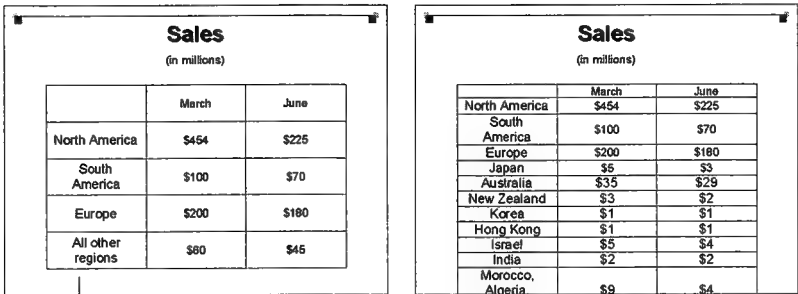 Sales
(in millions)
March June
North America $454 $225
South
America $100 $70
Europe $200 $180
All other
regions $60 $45
Sales
(in millions)
March June
North America $454 $225
South
America $100 $70
Europe $200 $180
Japan $5 $3
Australia $35 $29
New Zealand $3 $2
Korea $1 $1
Hong Kong $1 $1
Israel $5 $4
India $2 $2
Morocco,
Algeria, $9 $4